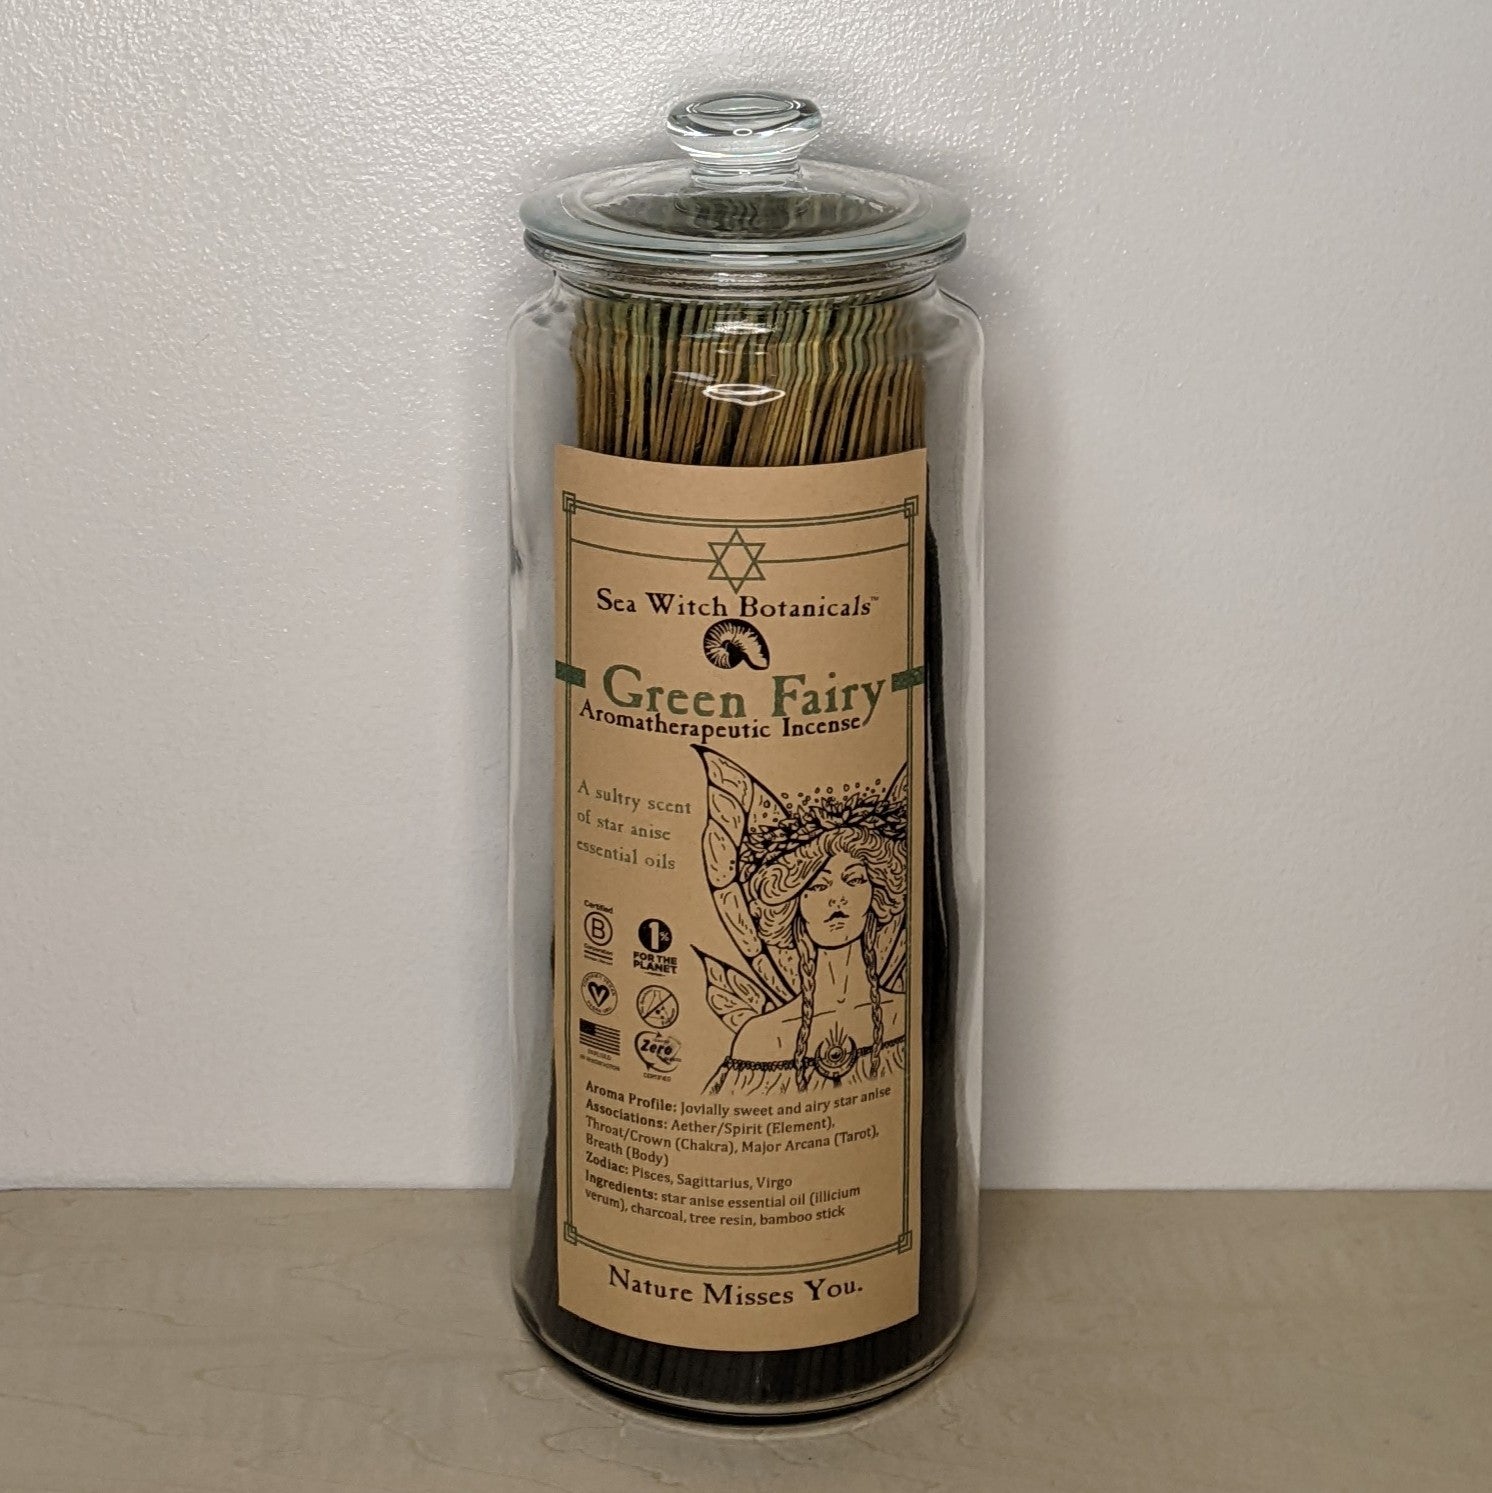 Sea Witch Botanicals™
Green Fairy
Aromatherapeutic Incense
A sultry scent
of star anise
essential oils
Certified
B
Corporation
1%
FOR THE
PLANET
Zero
CERTIFIED
Aroma Profile: Jovially sweet and airy star anise
Associations: Aether/Spirit (Element),
Throat/Crown (Chakra), Major Arcana (Tarot),
Breath (Body)
Zodiac: Pisces, Sagittarius, Virgo
Ingredients: star anise essential oil (illicium
verum), charcoal, tree resin, bamboo stick
Nature Misses You.